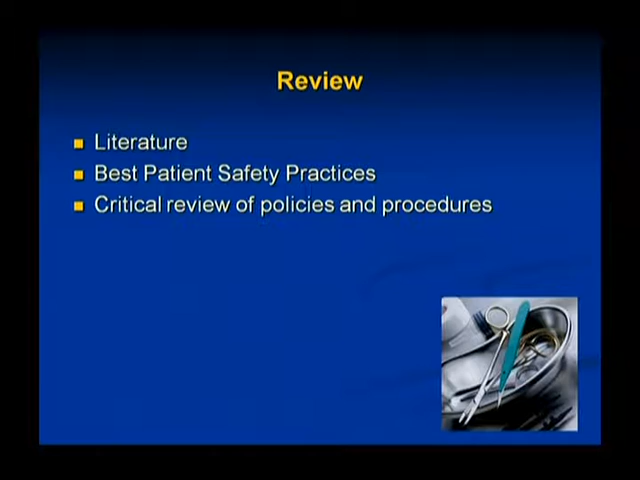 Review
Literature
Best Patient Safety Practices
Critical review of policies and procedures